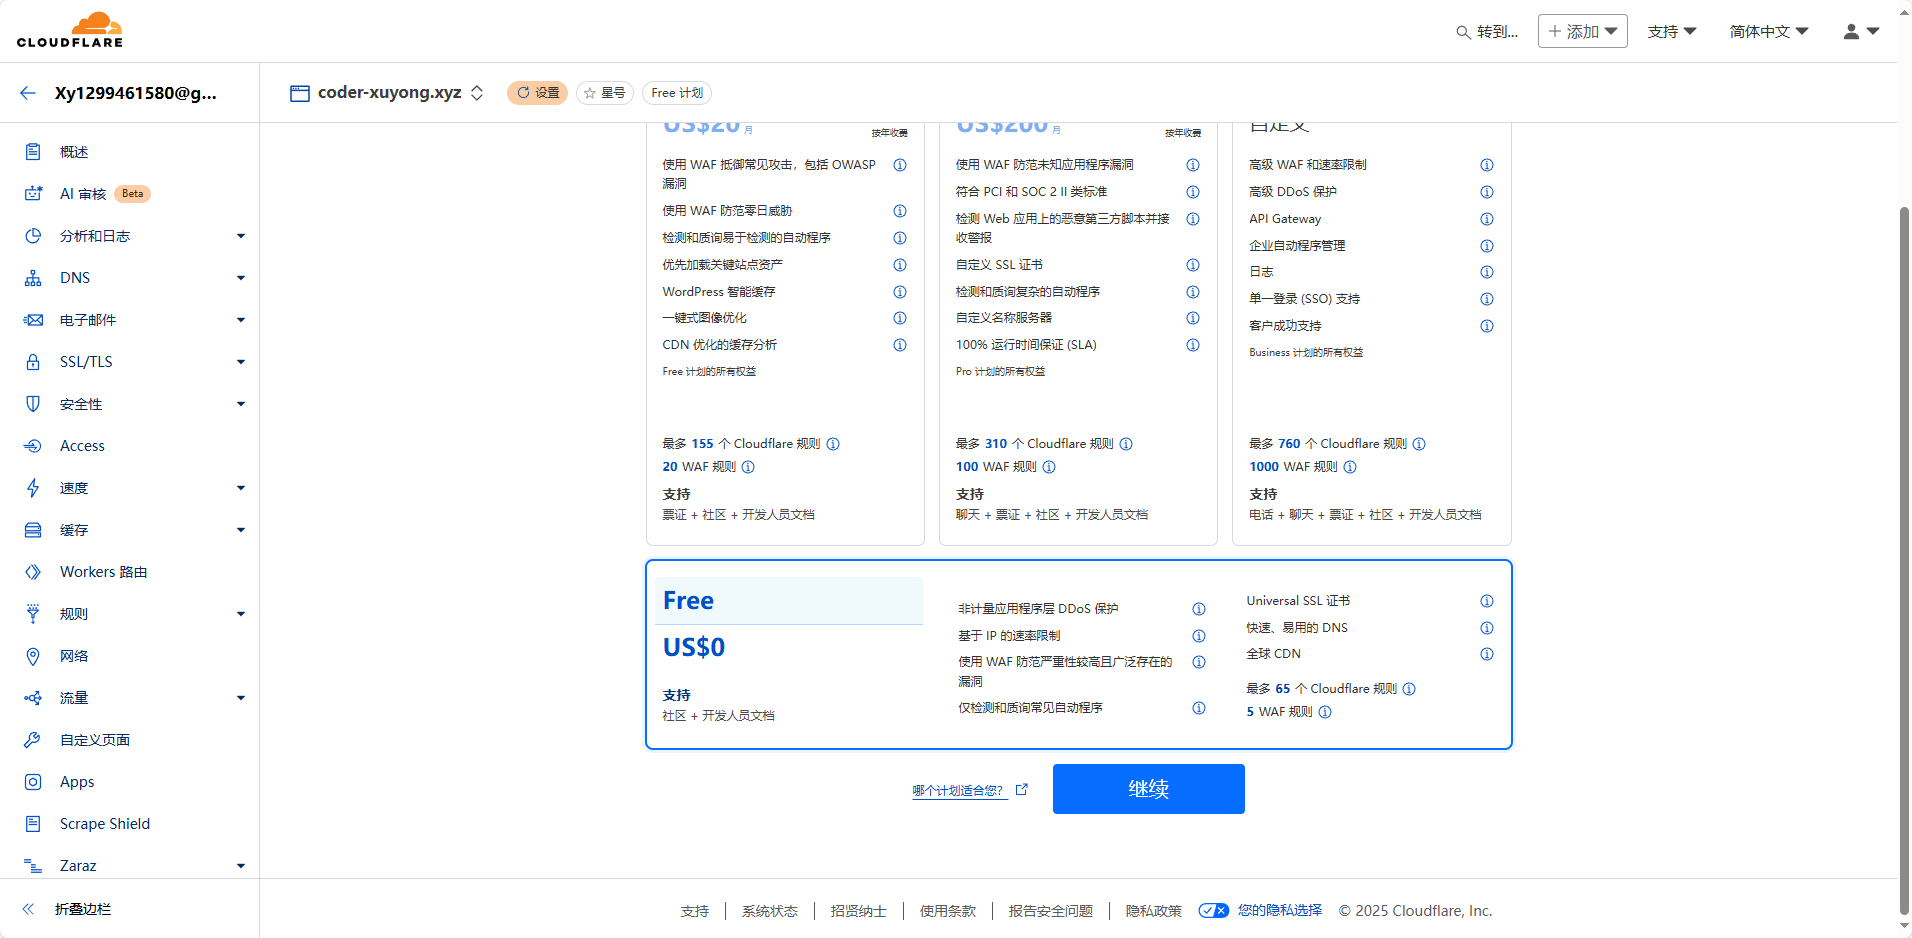 CLOUDFLARE
转到...
添加
支持
简体中文
Xy1299461580@g...
coder-xuyong.xyz
设置
星号
Free 计划
概述
AI 审核 Beta
分析和日志
DNS
电子邮件
SSL/TLS
安全性
Access
速度
缓存
Workers 路由
规则
网络
流量
自定义页面
Apps
Scrape Shield
Zaraz
折叠边栏
US$20 月
按年收费
使用 WAF 抵御常见攻击，包括 OWASP
漏洞
使用 WAF 防范零日威胁
检测和质询易于检测的自动程序
优先加载关键站点资产
WordPress 智能缓存
一键式图像优化
CDN 优化的缓存分析
Free 计划的所有权益
最多 155 个 Cloudflare 规则
20 WAF 规则
支持
票证 + 社区 + 开发人员文档
US$200 月
按年收费
使用 WAF 防范未知应用程序漏洞
符合 PCI 和 SOC 2 II 类标准
检测 Web 应用上的恶意第三方脚本并接
收警报
自定义 SSL 证书
检测和质询复杂的自动程序
自定义名称服务器
100% 运行时间保证 (SLA)
Pro 计划的所有权益
最多 310 个 Cloudflare 规则
100 WAF 规则
支持
聊天 + 票证 + 社区 + 开发人员文档
自定义
高级 WAF 和速率限制
高级 DDoS 保护
API Gateway
企业自动程序管理
日志
单一登录 (SSO) 支持
客户成功支持
Business 计划的所有权益
最多 760 个 Cloudflare 规则
1000 WAF 规则
支持
电话 + 聊天 + 票证 + 社区 + 开发人员文档
Free
US$0
支持
社区 + 开发人员文档
非计量应用程序层 DDoS 保护
基于 IP 的速率限制
使用 WAF 防范严重性较高且广泛存在的
漏洞
仅检测和质询常见自动程序
Universal SSL 证书
快速、易用的 DNS
全球 CDN
最多 65 个 Cloudflare 规则
5 WAF 规则
哪个计划适合您？
继续
支持
系统状态
招贤纳士
使用条款
报告安全问题
隐私政策
您的隐私选择
© 2025 Cloudflare, Inc.